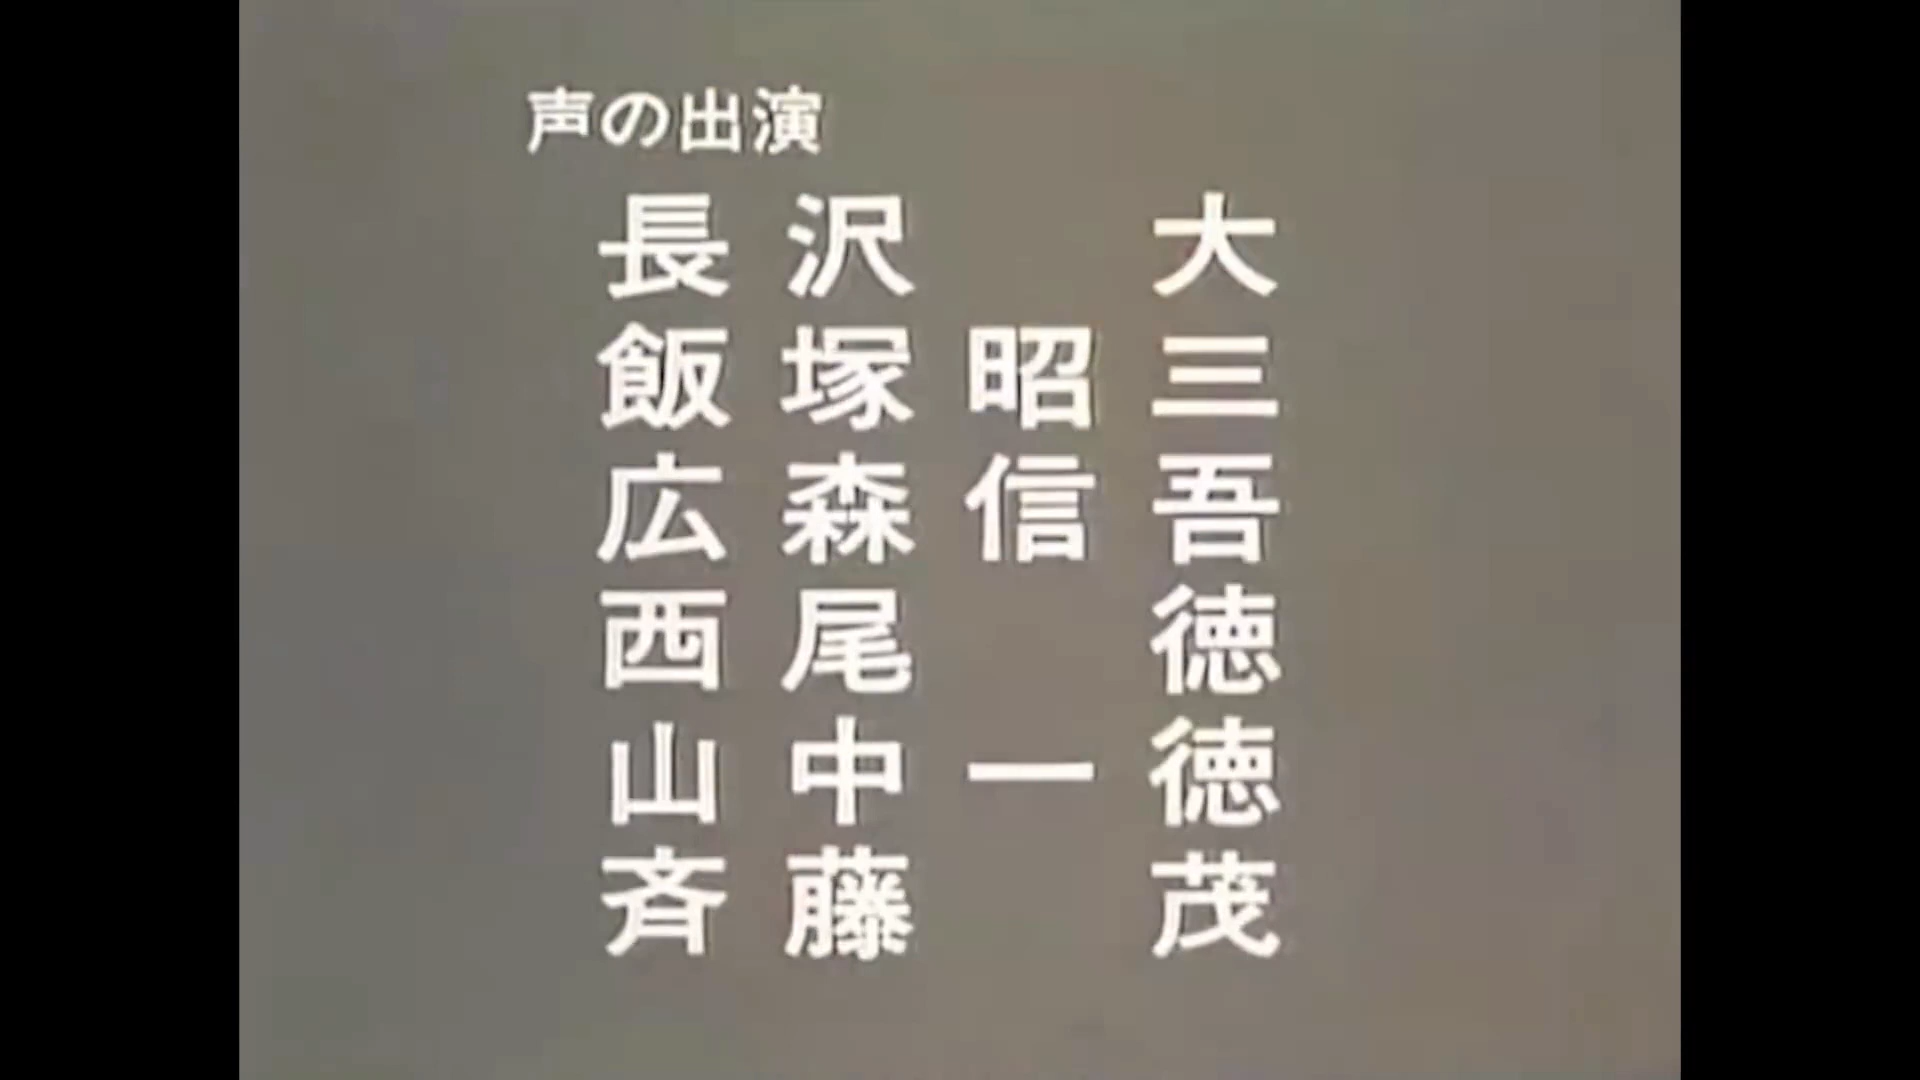 声の出演
長沢 大
飯塚昭三
広森信吾
西尾 徳
山中一徳
斉藤 茂